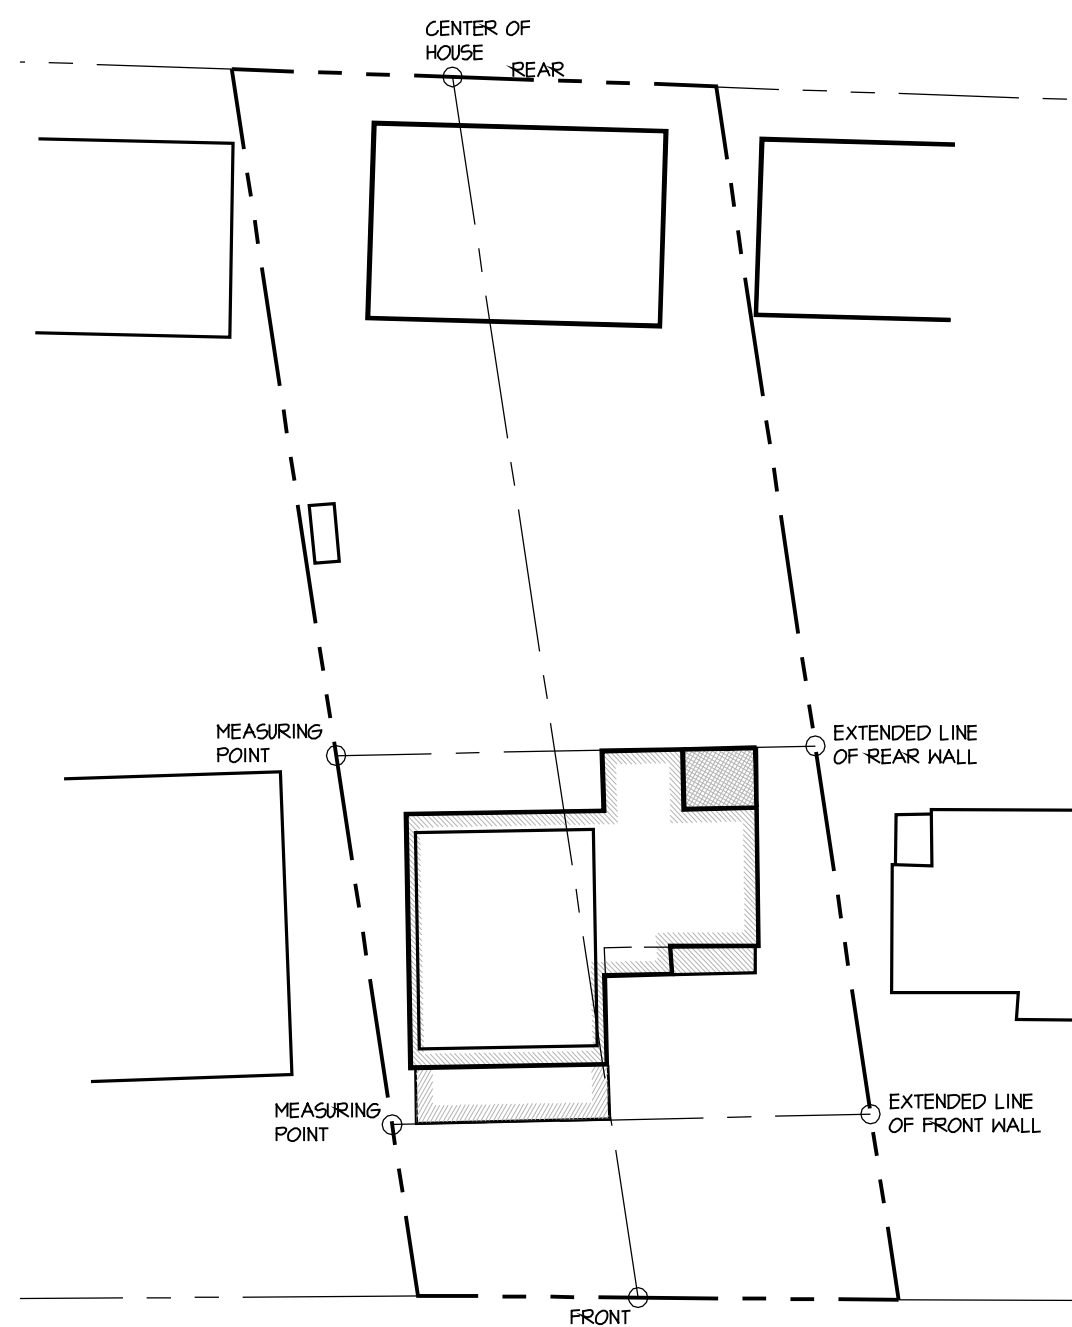 CENTER OF
HOUSE
REAR
MEASURING
POINT
EXTENDED LINE
OF REAR WALL
MEASURING
POINT
EXTENDED LINE
OF FRONT WALL
FRONT